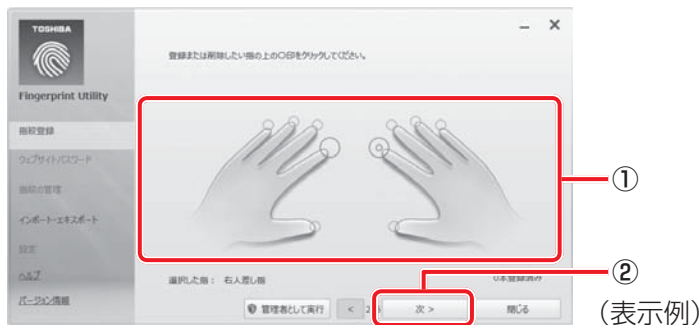 TOSHIBA
登録または削除したい指の上の○印をクリックしてください。
Fingerprint Utility
指紋登録
ウェブサイトパスワード
指紋の管理
インポート・エクスポート
設定
ヘルプ
バージョン情報
①
選択した指： 右人差し指
0本登録済み
②
管理者として実行
<
次 >
閉じる
（表示例）